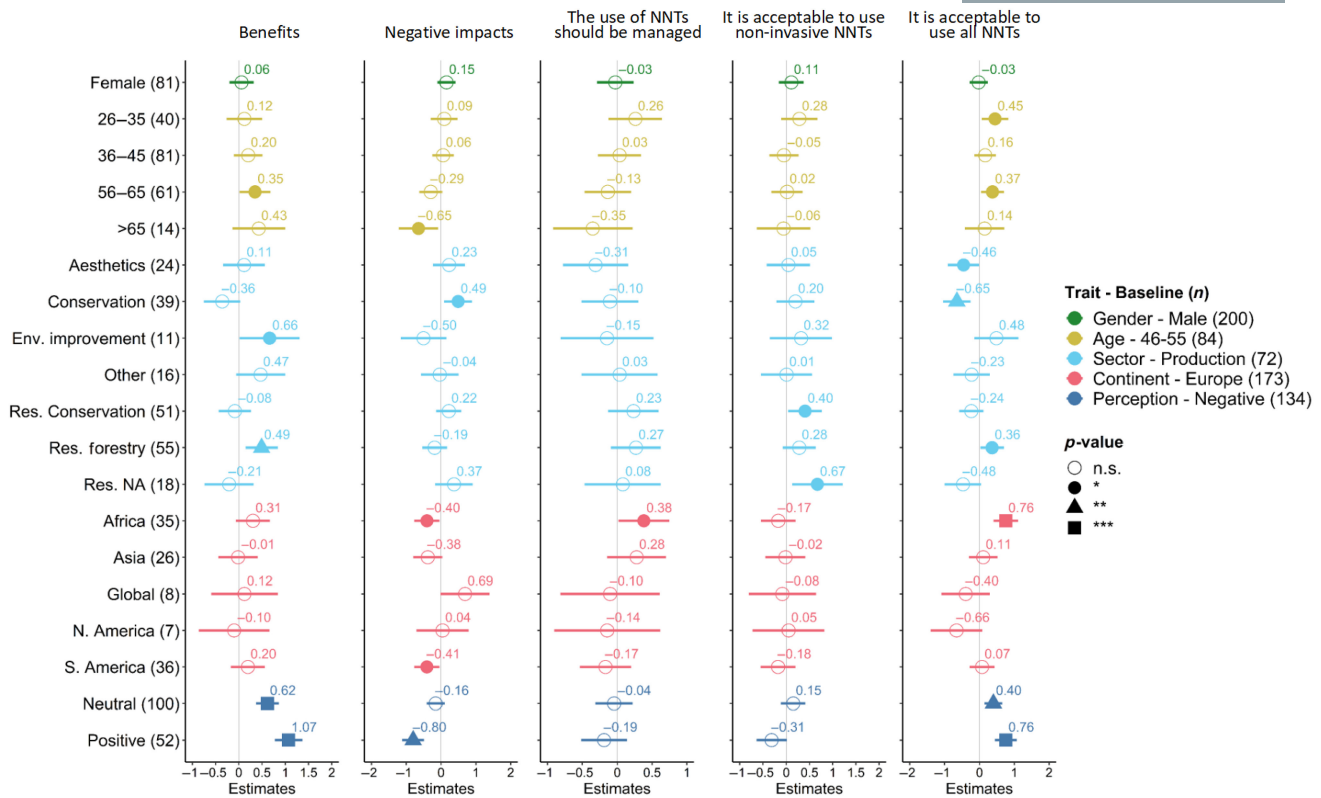 Benefits
Negative impacts
The use of NNTs
should be managed
It is acceptable to use
non-invasive NNTs
It is acceptable to
use all NNTs
Female (81) 0.06 0.15 −0.03 0.11 −0.03
26–35 (40) 0.12 0.09 0.26 0.28 0.45
36–45 (81) 0.20 0.06 0.03 −0.05 0.16
56–65 (61) 0.35 −0.29 −0.13 0.02 0.37
>65 (14) 0.43 −0.65 −0.35 −0.06 0.14
Aesthetics (24) 0.11 0.23 −0.31 0.05 −0.46
Conservation (39) −0.36 0.49 −0.10 0.20 −0.65
Env. improvement (11) 0.66 −0.50 −0.15 0.32 0.48
Other (16) 0.47 −0.04 0.03 0.01 −0.23
Res. Conservation (51) −0.08 0.22 0.23 0.40 −0.24
Res. forestry (55) 0.49 −0.19 0.27 0.28 0.36
Res. NA (18) −0.21 0.37 0.08 0.67 −0.48
Africa (35) 0.31 −0.40 0.38 −0.17 0.76
Asia (26) −0.01 −0.38 0.28 −0.02 0.11
Global (8) 0.12 0.69 −0.10 −0.08 −0.40
N. America (7) −0.10 0.04 −0.14 0.05 −0.66
S. America (36) 0.20 −0.41 −0.17 −0.18 0.07
Neutral (100) 0.62 −0.16 −0.04 0.15 0.40
Positive (52) 1.07 −0.80 −0.19 −0.31 0.76
−1 −0.5 0 0.5 1 1.5 2
−2 −1 0 1 2
−1 −0.5 0 0.5 1
−1 −0.5 0 0.5 1 1.5 2
−2 −1 0 1 2
Estimates Estimates Estimates Estimates Estimates
Trait - Baseline (n)
Gender - Male (200)
Age - 46-55 (84)
Sector - Production (72)
Continent - Europe (173)
Perception - Negative (134)
p-value
n.s.
*
**
***